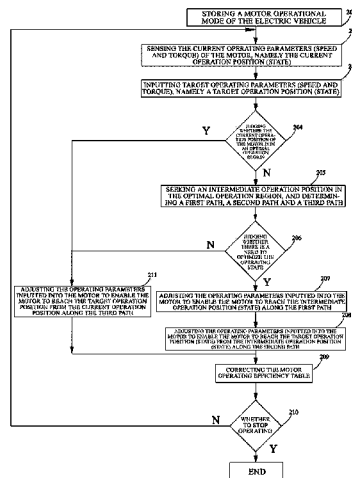 STORING A MOTOR OPERATIONAL
MODE OF THE ELECTRIC VEHICLE
SENSING THE CURRENT OPERATING PARAMETERS (SPEED
AND TORQUE) OF THE MOTOR, NAMELY THE CURRENT
OPERATION POSITION (STATE)
INPUTTING TARGET OPERATING PARAMETERS (SPEED AND
TORQUE), NAMELY A TARGET OPERATION POSITION (STATE)
204
JUDGING
WHETHER THE
CURRENT OPERA-
TION POSITION OF
THE MOTOR IS IN
AN OPTIMAL
OPERATION
REGION
Y
N
205
SEEKING AN INTERMEDIATE OPERATION POSITION IN
THE OPTIMAL OPERATION REGION, AND DETERMIN-
ING A FIRST PATH, A SECOND PATH AND A THIRD PATH
206
JUDGING
WHETHER
THERE IS A
NEED TO
OPTIMIZE THE
OPERATING
STATE
N
Y
211
ADJUSTING THE OPERATING PARAMETERS
INPUTTED INTO THE MOTOR TO ENABLE THE
MOTOR TO REACH THE TARGET OPERATION
POSITION FROM THE CURRENT OPERATION
POSITION ALONG THE THIRD PATH
207
ADJUSTING THE OPERATING PARAMETERS INPUTTED INTO THE
MOTOR TO ENABLE THE MOTOR TO REACH THE INTERMEDIATE
OPERATION POSITION (STATE) ALONG THE FIRST PATH
208
ADJUSTING THE OPERATING PARAMETERS INPUTTED INTO THE
MOTOR TO ENABLE THE MOTOR TO REACH THE TARGET OPERATION
POSITION (STATE) FROM THE INTERMEDIATE OPERATION POSITION
(STATE) ALONG THE SECOND PATH
209
CORRECTING THE MOTOR
OPERATING EFFICIENCY TABLE
210
WHETHER
TO STOP
OPERATING
N
Y
END